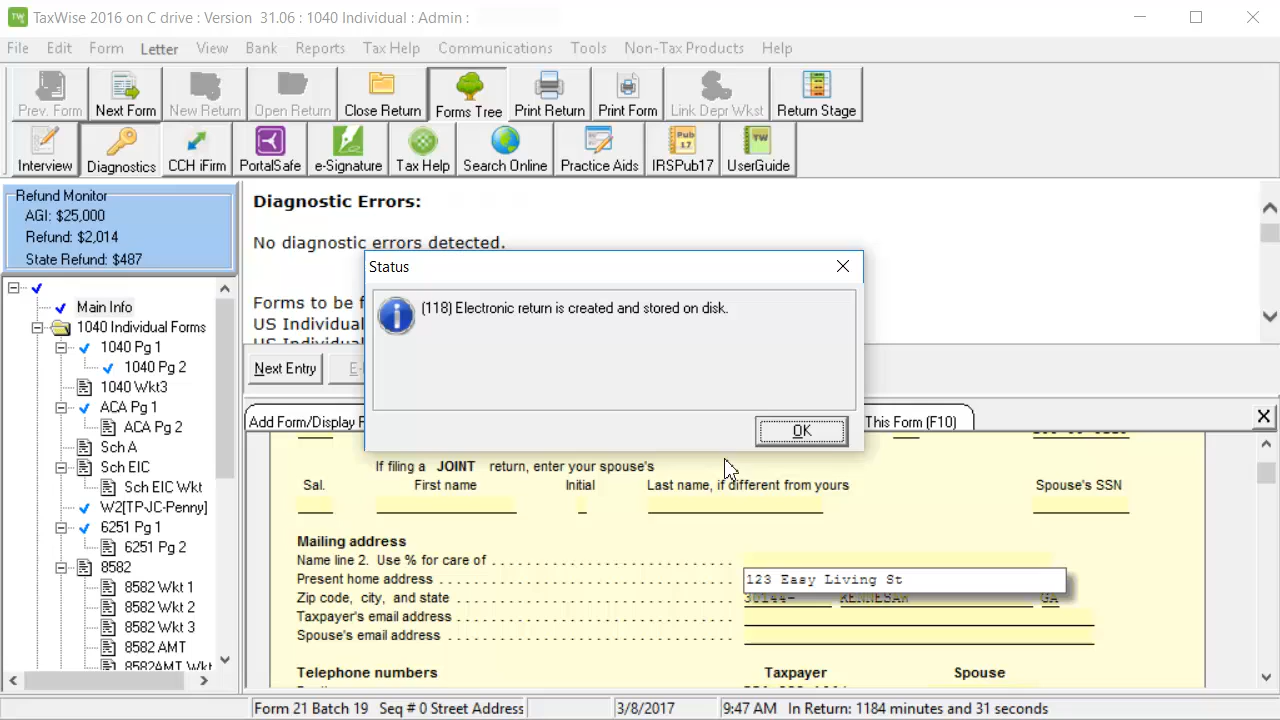 TaxWise 2016 on C drive : Version 31.06 : 1040 Individual : Admin :
File Edit Form Letter View Bank Reports Tax Help Communications Tools Non-Tax Products Help
Prev. Form Next Form New Return Open Return Close Return Forms Tree Print Return Print Form Link Depr Wkst Return Stage
Interview Diagnostics CCH iFirm PortalSafe e-Signature Tax Help Search Online Practice Aids IRSPub17 UserGuide
Refund Monitor
AGI: $25,000
Refund: $2,014
State Refund: $487
Main Info
1040 Individual Forms
1040 Pg 1
1040 Pg 2
1040 Wkt3
ACA Pg 1
ACA Pg 2
Sch A
Sch EIC
Sch EIC Wkt
W2[TP-JC-Penny]
6251 Pg 1
6251 Pg 2
8582
8582 Wkt 1
8582 Wkt 2
8582 Wkt 3
8582 AMT
8582AMT Wkt
Diagnostic Errors:
No diagnostic errors detected.
Forms to be f
US Individual
US Individual
Status
(118) Electronic return is created and stored on disk.
OK
Next Entry E-
Add Form/Display F This Form (F10)
If filing a JOINT return, enter your spouse's
Sal. First name Initial Last name, if different from yours Spouse's SSN
Mailing address
Name line 2. Use % for care of
Present home address 123 Easy Living St
Zip code, city, and state 30144- KENNESAW GA
Taxpayer's email address
Spouse's email address
Telephone numbers Taxpayer Spouse
Form 21 Batch 19 Seq # 0 Street Address 3/8/2017 9:47 AM In Return: 1184 minutes and 31 seconds